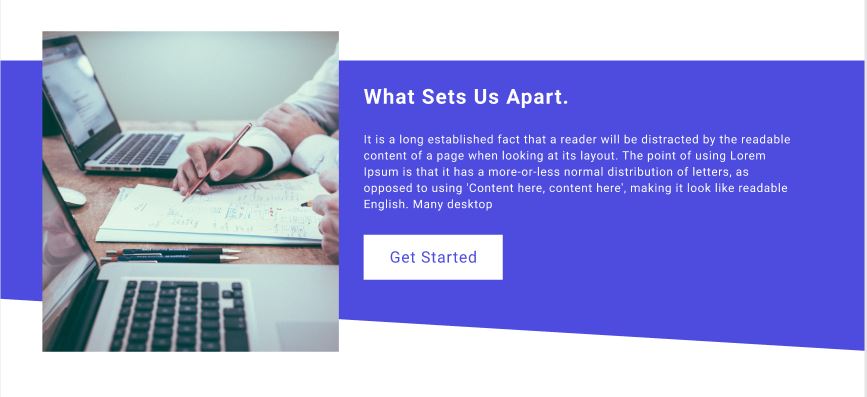 What Sets Us Apart.
It is a long established fact that a reader will be distracted by the readable
content of a page when looking at its layout. The point of using Lorem
Ipsum is that it has a more-or-less normal distribution of letters, as
opposed to using 'Content here, content here', making it look like readable
English. Many desktop
Get Started